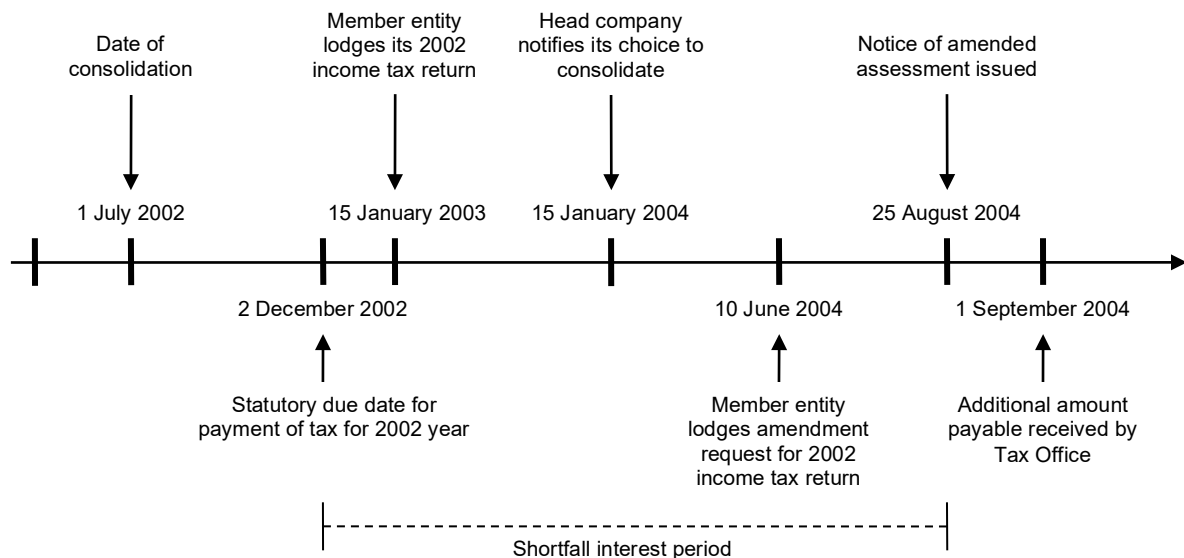 Date of
consolidation
Member entity
lodges its 2002
income tax return
Head company
notifies its choice to
consolidate
Notice of amended
assessment issued
1 July 2002
15 January 2003
15 January 2004
25 August 2004
2 December 2002
10 June 2004
1 September 2004
Statutory due date for
payment of tax for 2002 year
Member entity
lodges amendment
request for 2002
income tax return
Additional amount
payable received by
Tax Office
Shortfall interest period